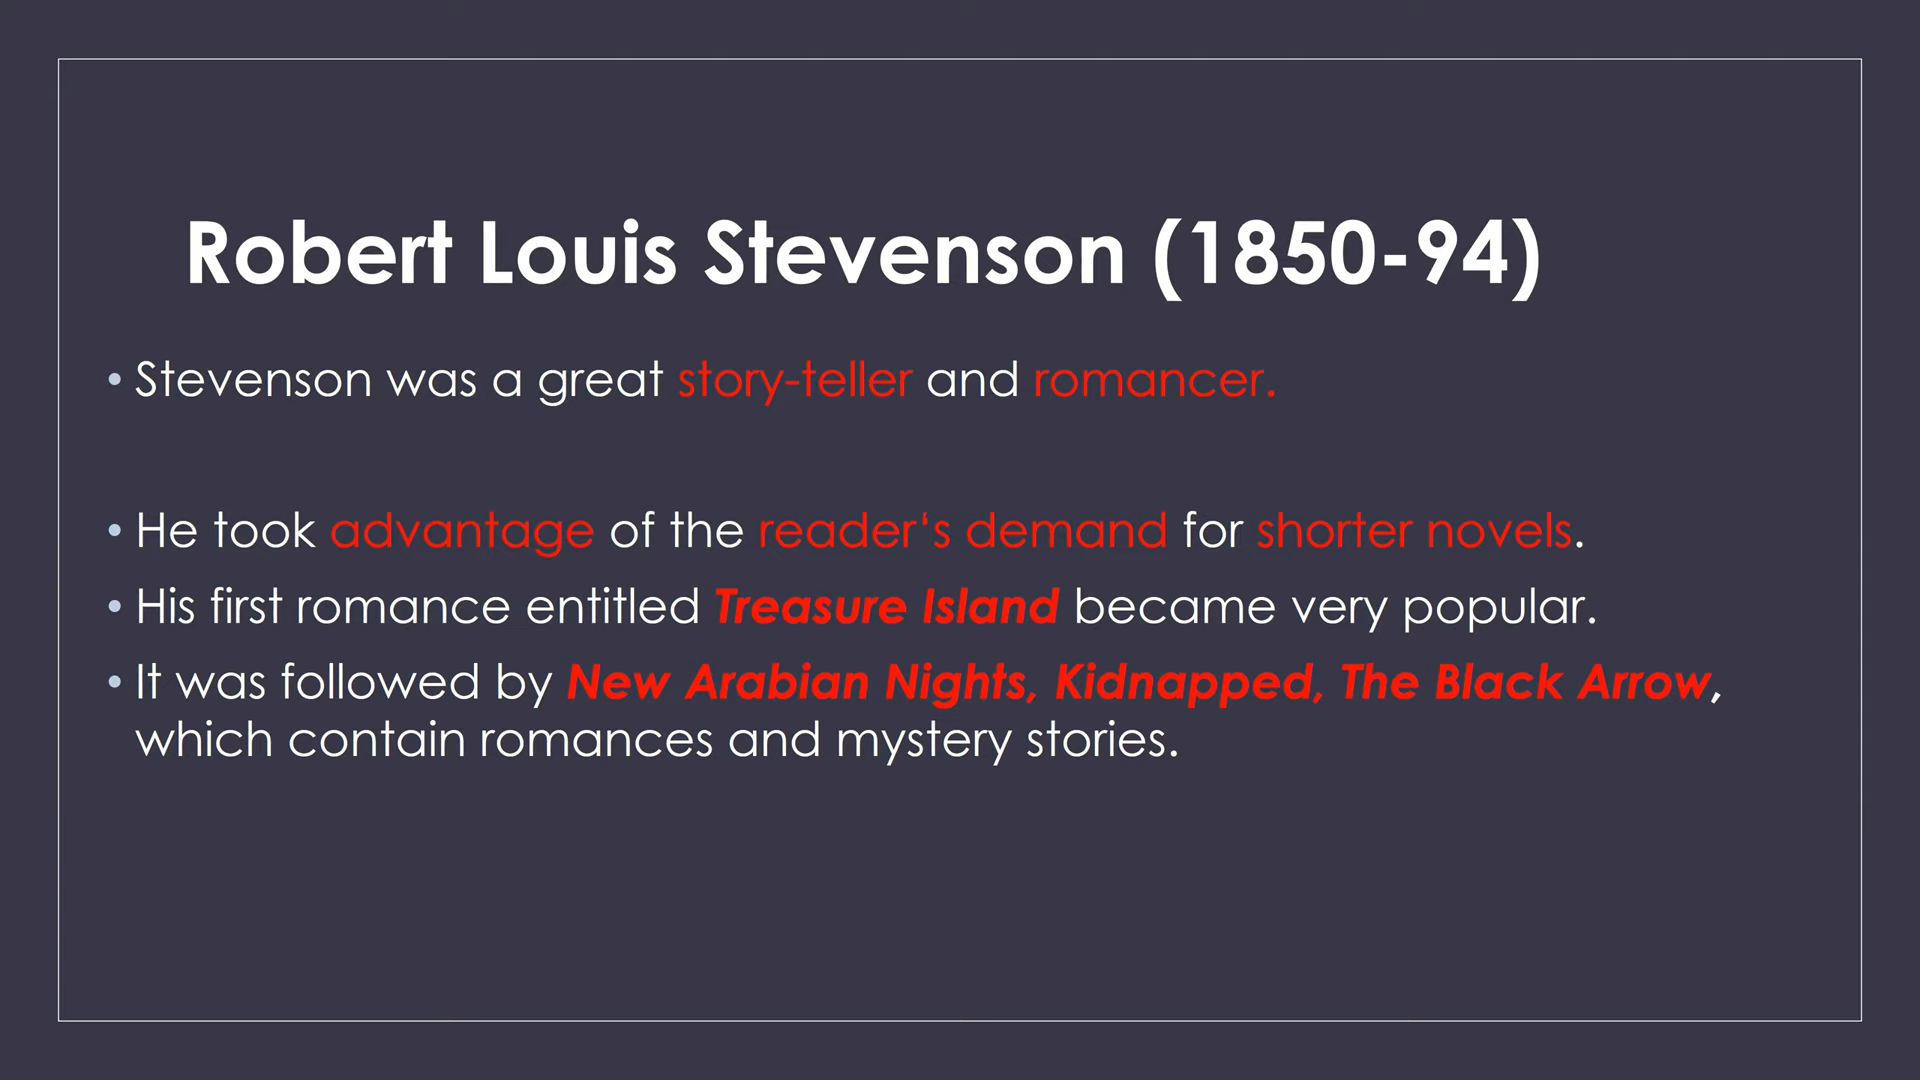 Robert Louis Stevenson (1850-94)
• Stevenson was a great story-teller and romancer.
• He took advantage of the reader‘s demand for shorter novels.
• His first romance entitled Treasure Island became very popular.
• It was followed by New Arabian Nights, Kidnapped, The Black Arrow,
which contain romances and mystery stories.